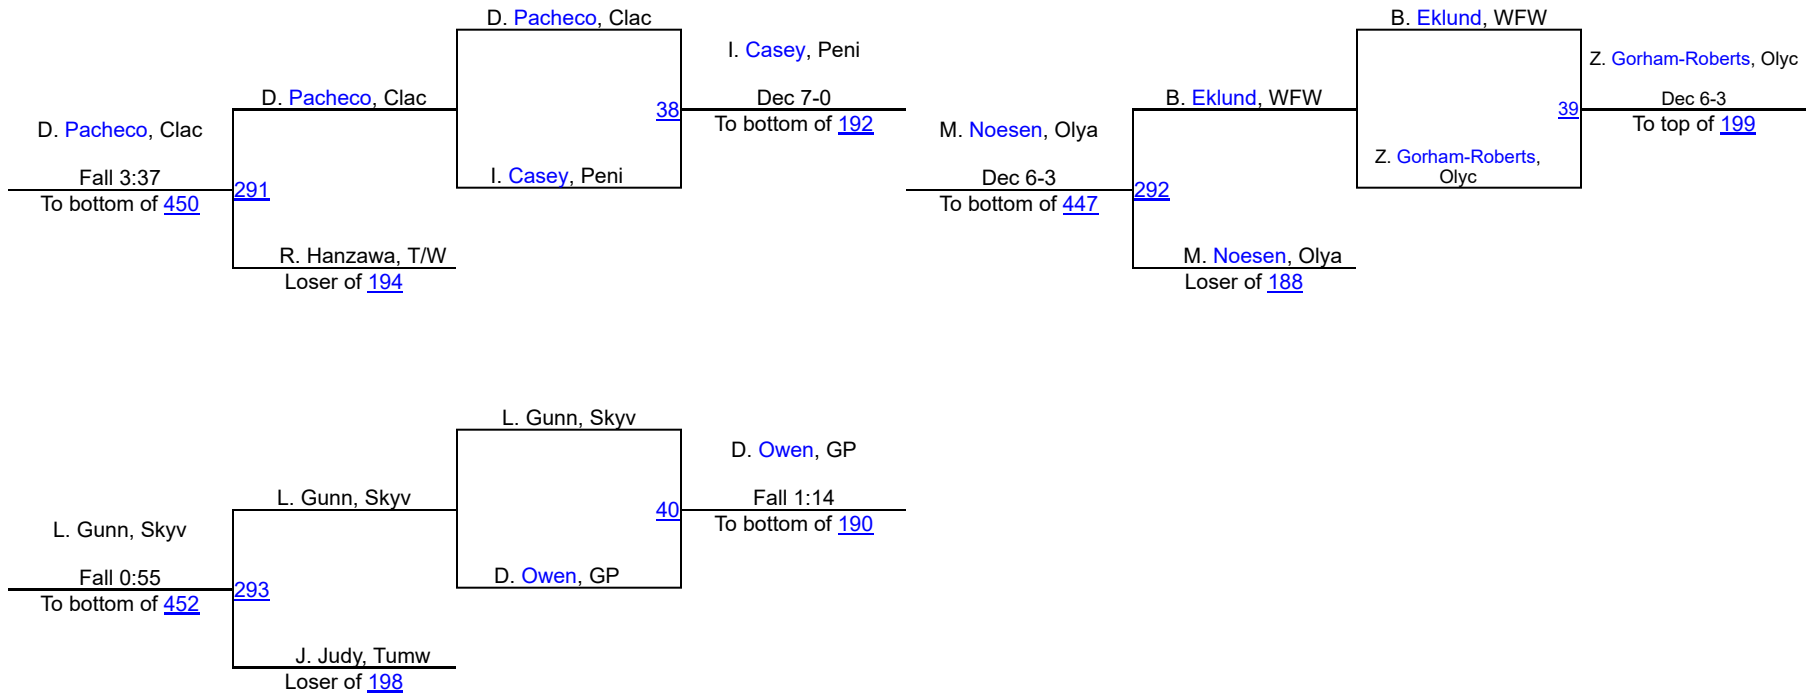 D. Pacheco, Clac
I. Casey, Peni
D. Pacheco, Clac
Dec 7-0
38
To bottom of 192
D. Pacheco, Clac
Fall 3:37
I. Casey, Peni
291
To bottom of 450
R. Hanzawa, T/W
Loser of 194
B. Eklund, WFW
Z. Gorham-Roberts, Olyc
B. Eklund, WFW
Dec 6-3
39
To top of 199
M. Noesen, Olya
Z. Gorham-Roberts,
Olyc
Dec 6-3
292
To bottom of 447
M. Noesen, Olya
Loser of 188
L. Gunn, Skyv
D. Owen, GP
L. Gunn, Skyv
Fall 1:14
40
To bottom of 190
L. Gunn, Skyv
Fall 0:55
D. Owen, GP
293
To bottom of 452
J. Judy, Tumw
Loser of 198